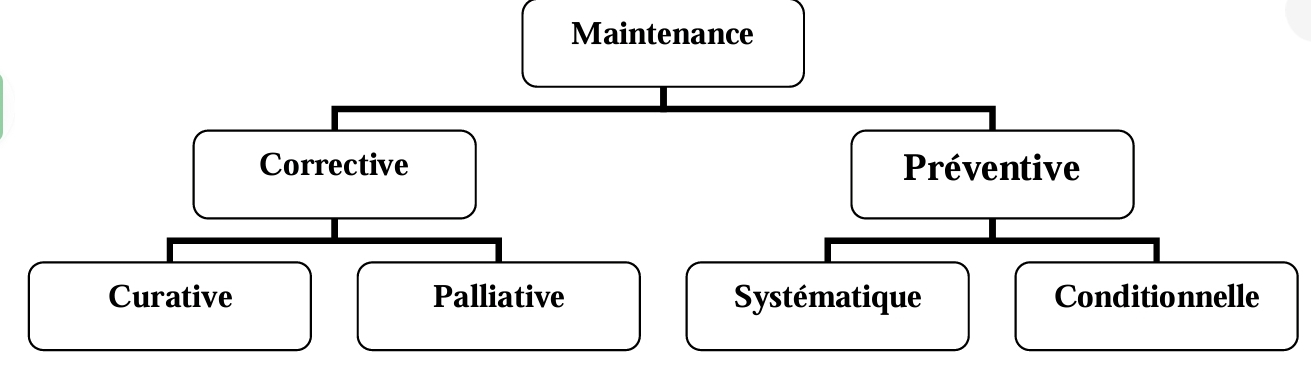 Maintenance
Corrective
Préventive
Curative
Palliative
Systématique
Conditionnelle